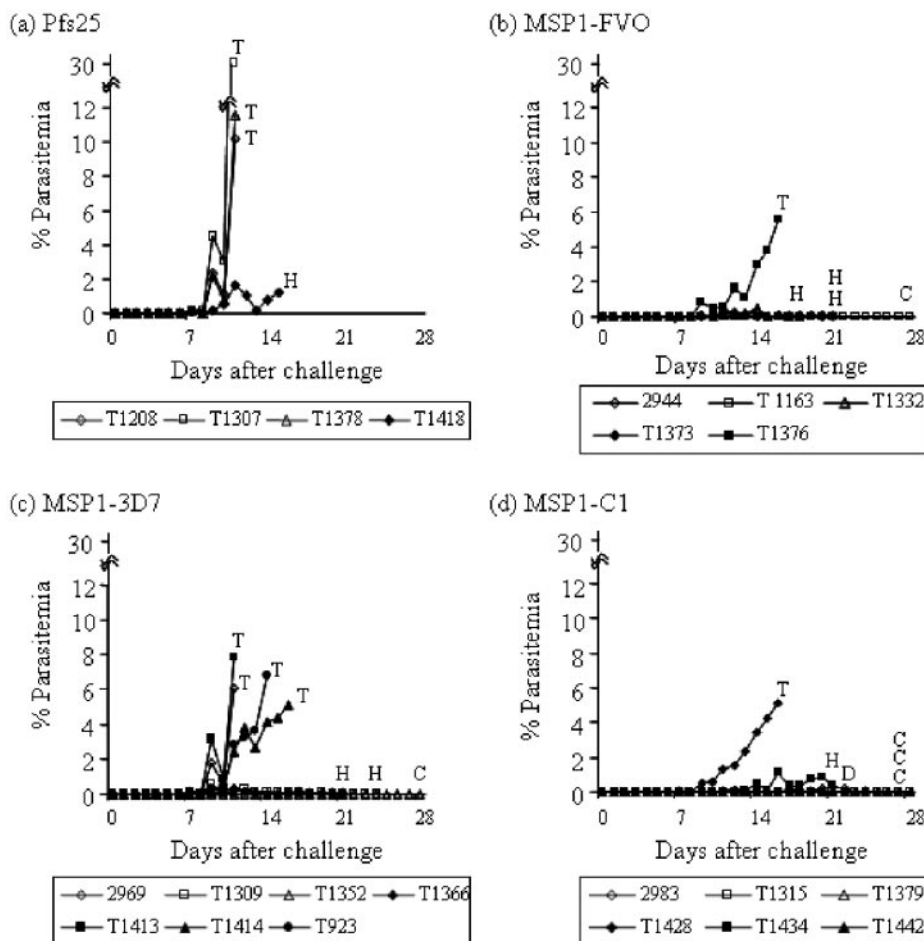 (a) Pfs25
30
12
10
8
6
4
2
0
% Parasitemia
T
T
T
H
0 7 14 21 28
Days after challenge
T1208 T1307 T1378 T1418
(b) MSP1-FVO
30
12
10
8
6
4
2
0
% Parasitemia
T
H
H
H
C
0 7 14 21 28
Days after challenge
2944 T 1163 T1332
T1373 T1376
(c) MSP1-3D7
30
12
10
8
6
4
2
0
% Parasitemia
T
T
T
T
H H C
0 7 14 21 28
Days after challenge
2969 T1309 T1352 T1366
T1413 T1414 T923
(d) MSP1-C1
30
12
10
8
6
4
2
0
% Parasitemia
T
H
D
C
C
C
0 7 14 21 28
Days after challenge
2983 T1315 T1379
T1428 T1434 T1442